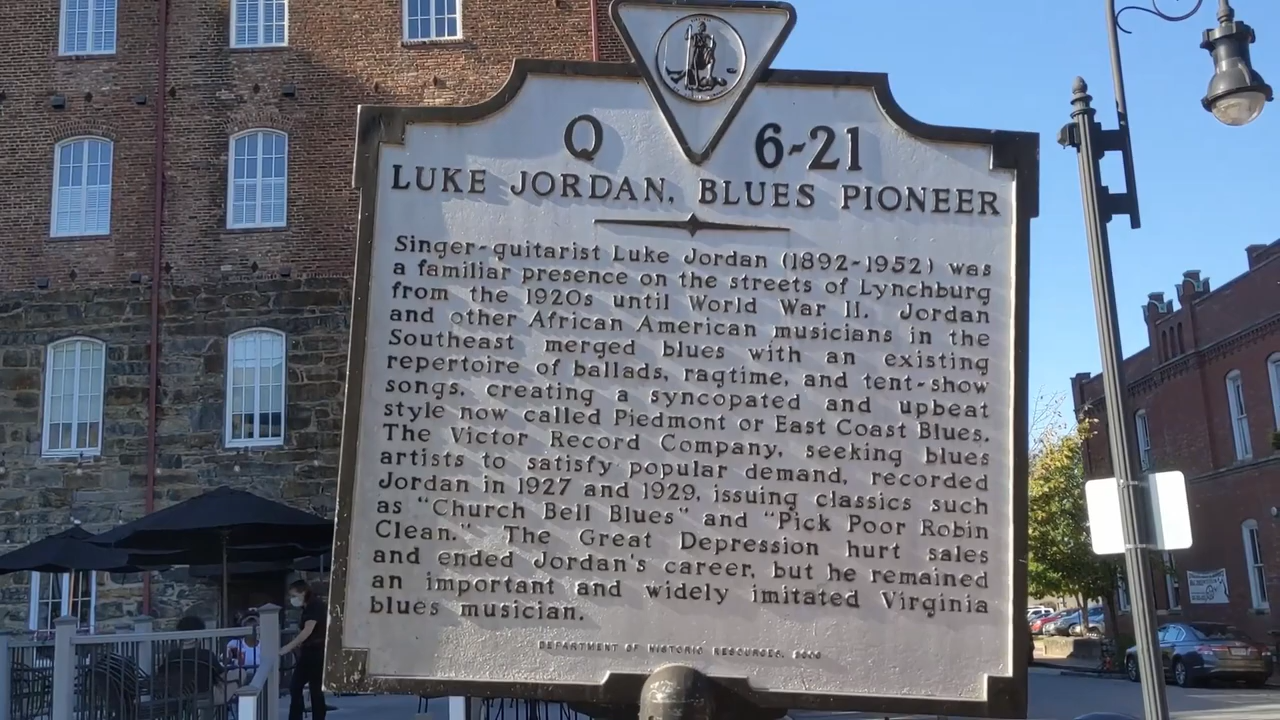 Q 6-21
LUKE JORDAN, BLUES PIONEER
Singer-guitarist Luke Jordan (1892-1952) was
a familiar presence on the streets of Lynchburg
from the 1920s until World War II. Jordan
and other African American musicians in the
Southeast merged blues with an existing
repertoire of ballads, ragtime, and tent-show
songs, creating a syncopated and upbeat
style now called Piedmont or East Coast Blues.
The Victor Record Company, seeking blues
artists to satisfy popular demand, recorded
Jordan in 1927 and 1929, issuing classics such
as "Church Bell Blues" and "Pick Poor Robin
Clean." The Great Depression hurt sales
and ended Jordan's career, but he remained
an important and widely imitated Virginia
blues musician.
DEPARTMENT OF HISTORIC RESOURCES,